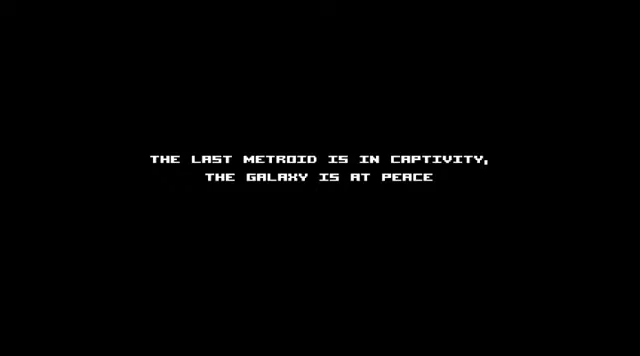 THE LAST METROID IS IN CAPTIVITY,
THE GALAXY IS AT PEACE